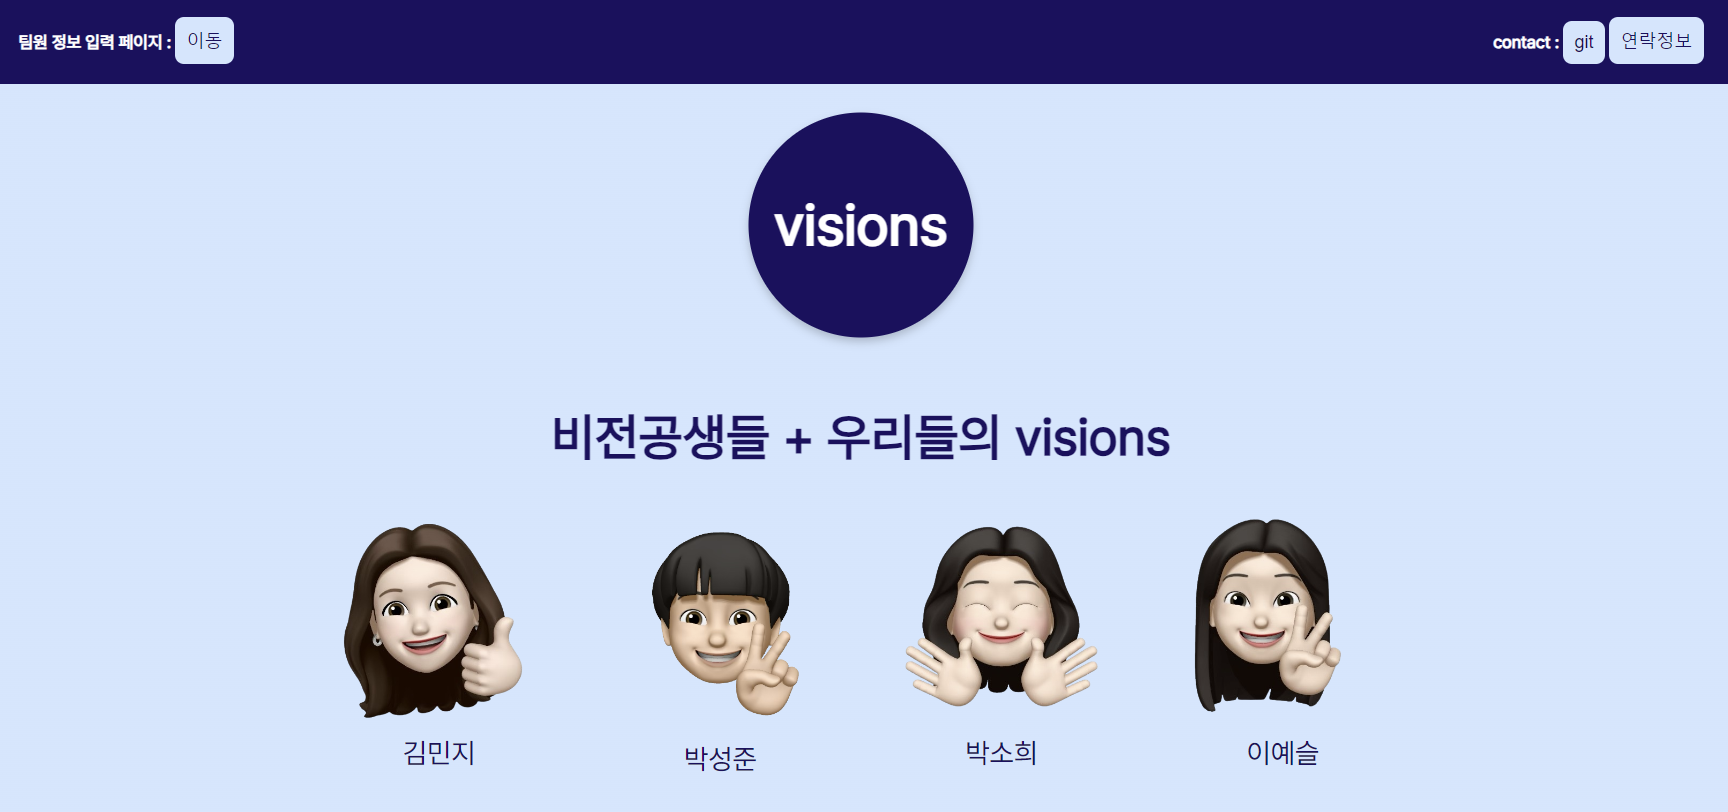 팀원 정보 입력 페이지 : 이동
contact : git 연락정보
visions
비전공생들 + 우리들의 visions
김민지
박성준
박소희
이예슬